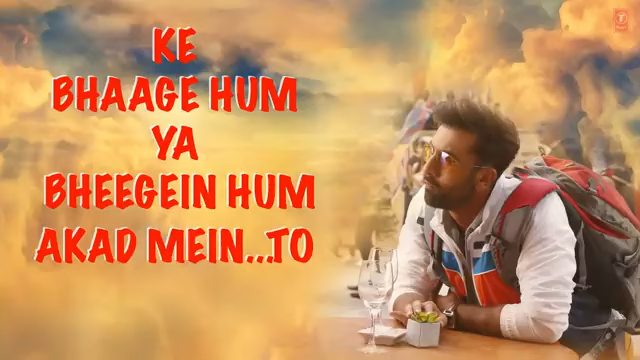 KE
BHAAGE HUM
YA
BHEEGEIN HUM
AKAD MEIN...TO